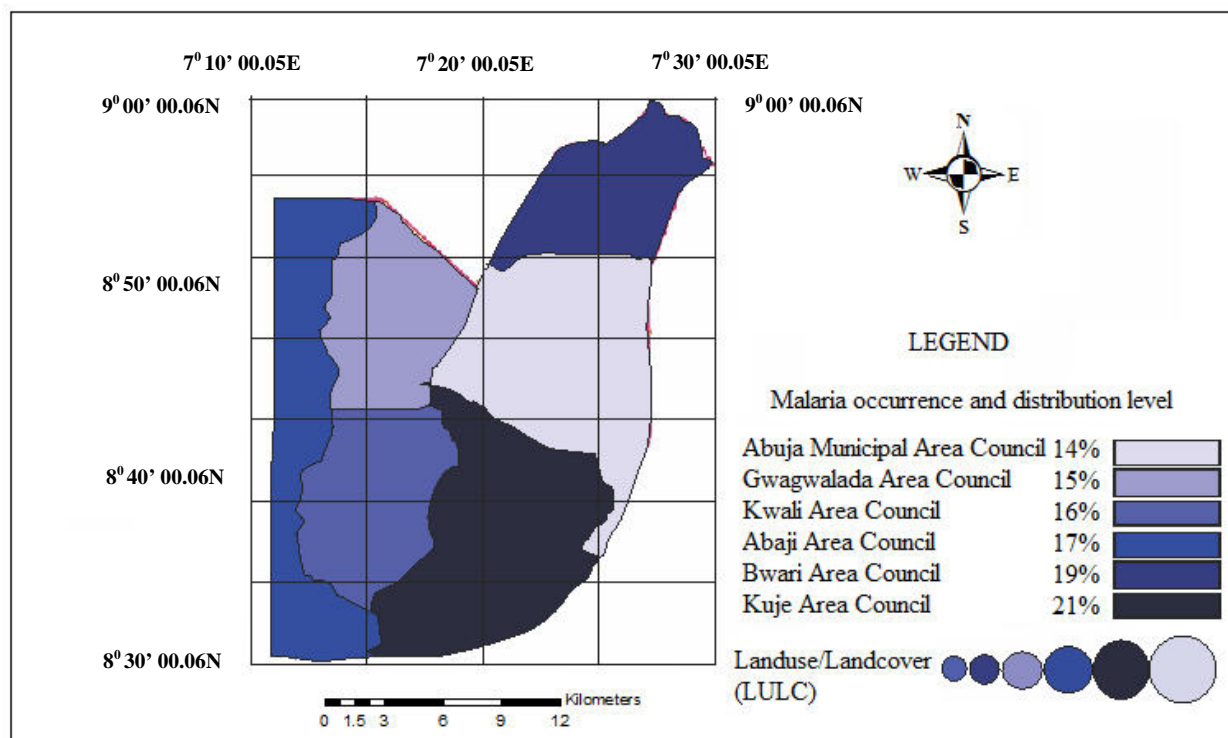 7⁰ 10’ 00.05E 7⁰ 20’ 00.05E 7⁰ 30’ 00.05E
9⁰ 00’ 00.06N 9⁰ 00’ 00.06N
N
W E
S
8⁰ 50’ 00.06N
8⁰ 40’ 00.06N
8⁰ 30’ 00.06N
LEGEND
Malaria occurrence and distribution level
Abuja Municipal Area Council 14%
Gwagwalada Area Council 15%
Kwali Area Council 16%
Abaji Area Council 17%
Bwari Area Council 19%
Kuje Area Council 21%
Landuse/Landcover
(LULC)
Kilometers
0 1.5 3 6 9 12